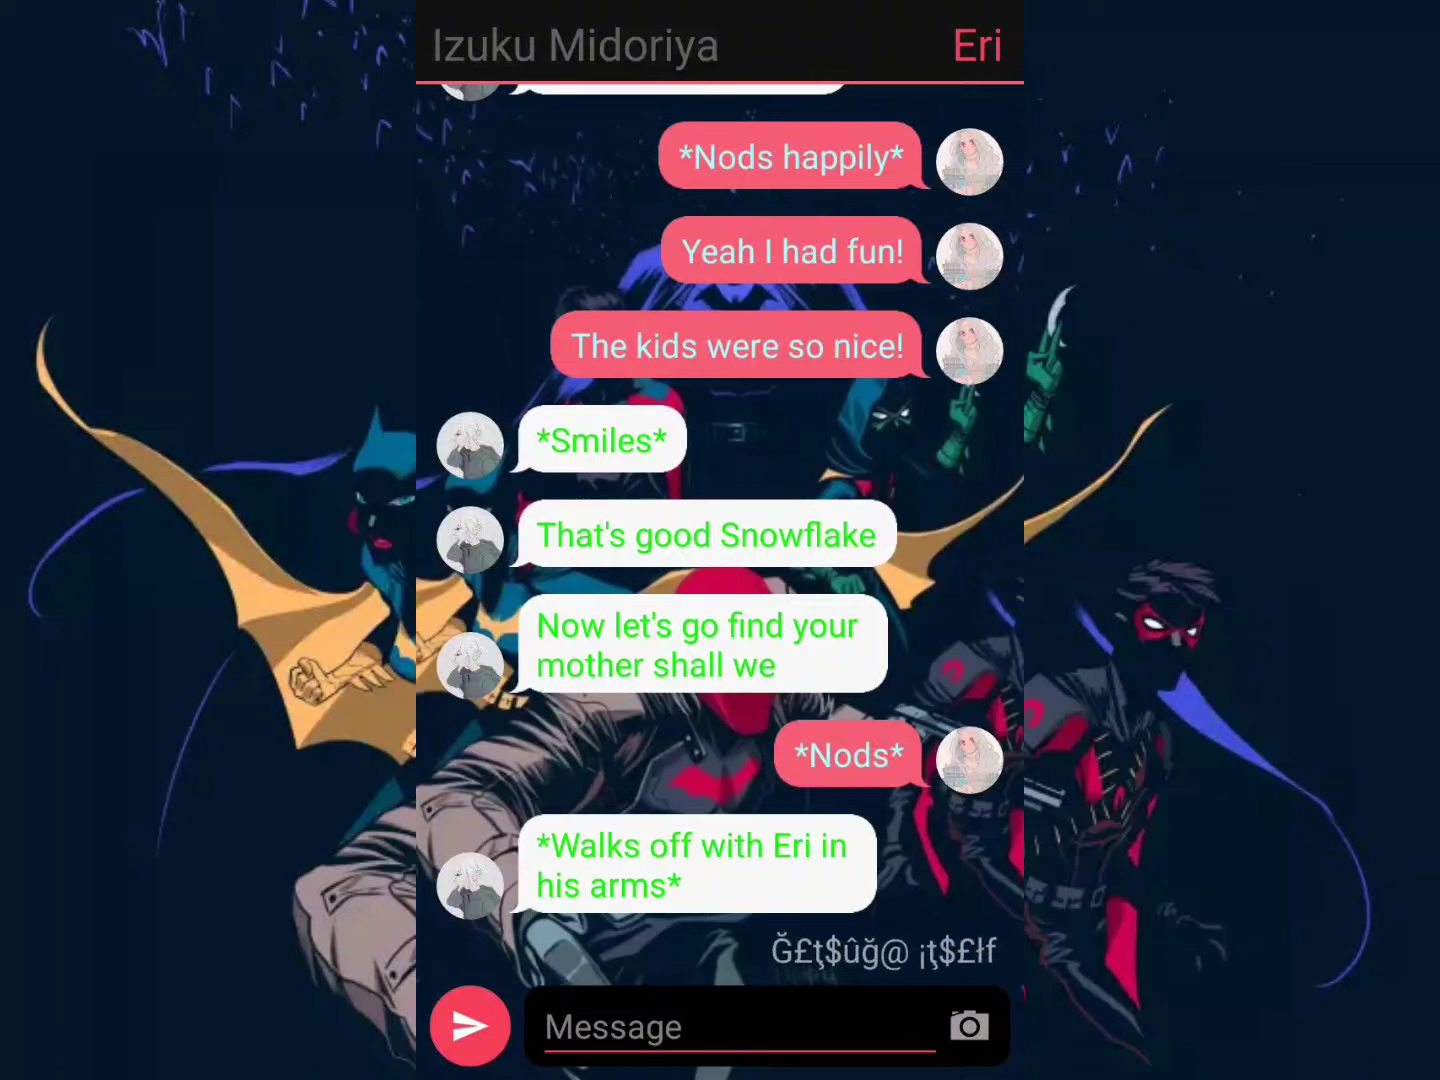 Izuku Midoriya
Eri
*Nods happily*
Yeah I had fun!
The kids were so nice!
*Smiles*
That's good Snowflake
Now let's go find your
mother shall we
*Nods*
*Walks off with Eri in
his arms*
Ğ£ţ$ûğ@ ¡ţ$£łf
Message